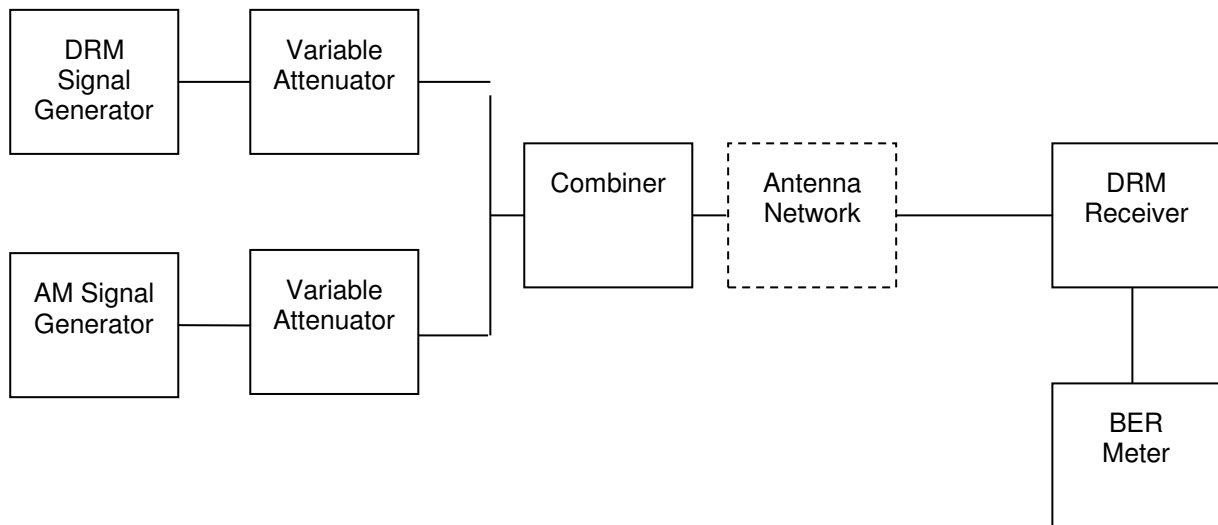 DRM
Signal
Generator
Variable
Attenuator
Combiner
Antenna
Network
DRM
Receiver
AM Signal
Generator
Variable
Attenuator
BER
Meter